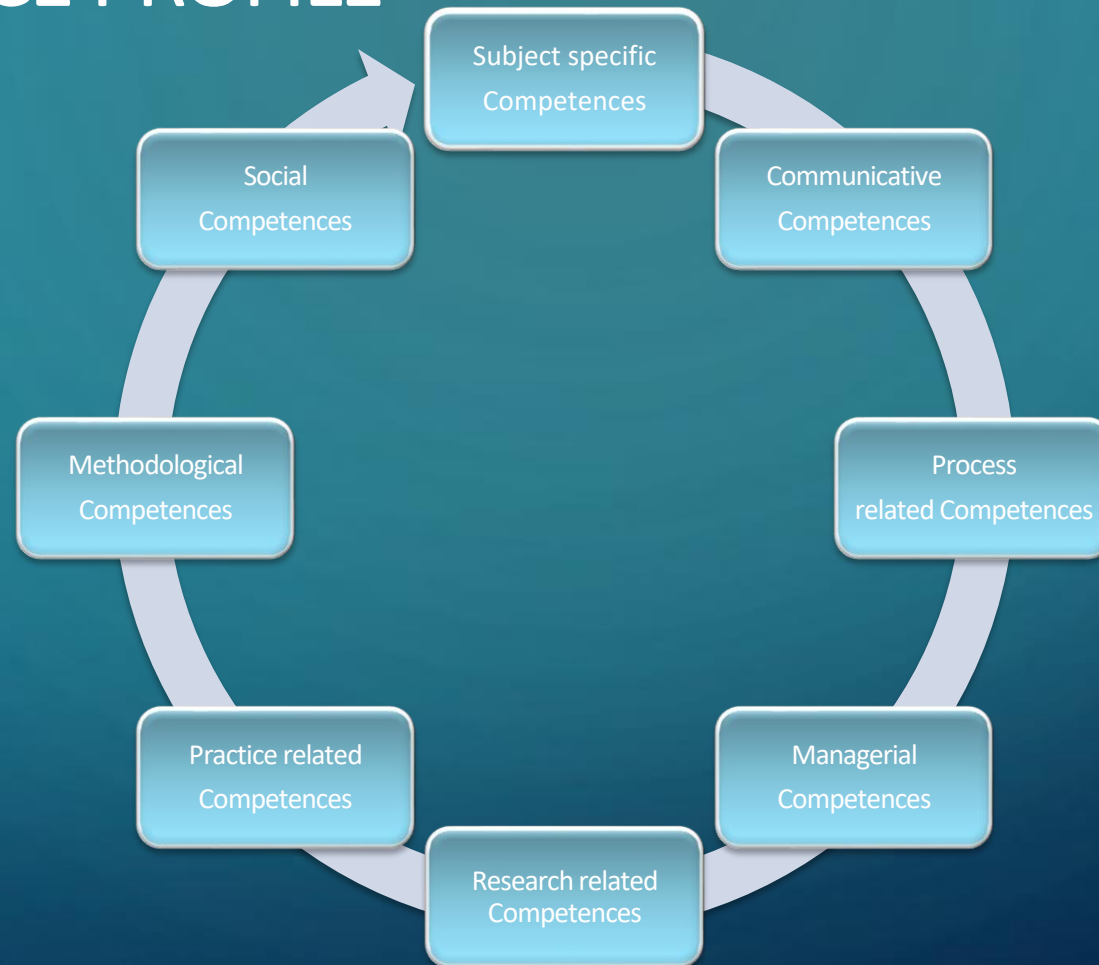 PROFILE
Subject specific
Competences
Communicative
Competences
Process
related Competences
Managerial
Competences
Research related
Competences
Practice related
Competences
Methodological
Competences
Social
Competences